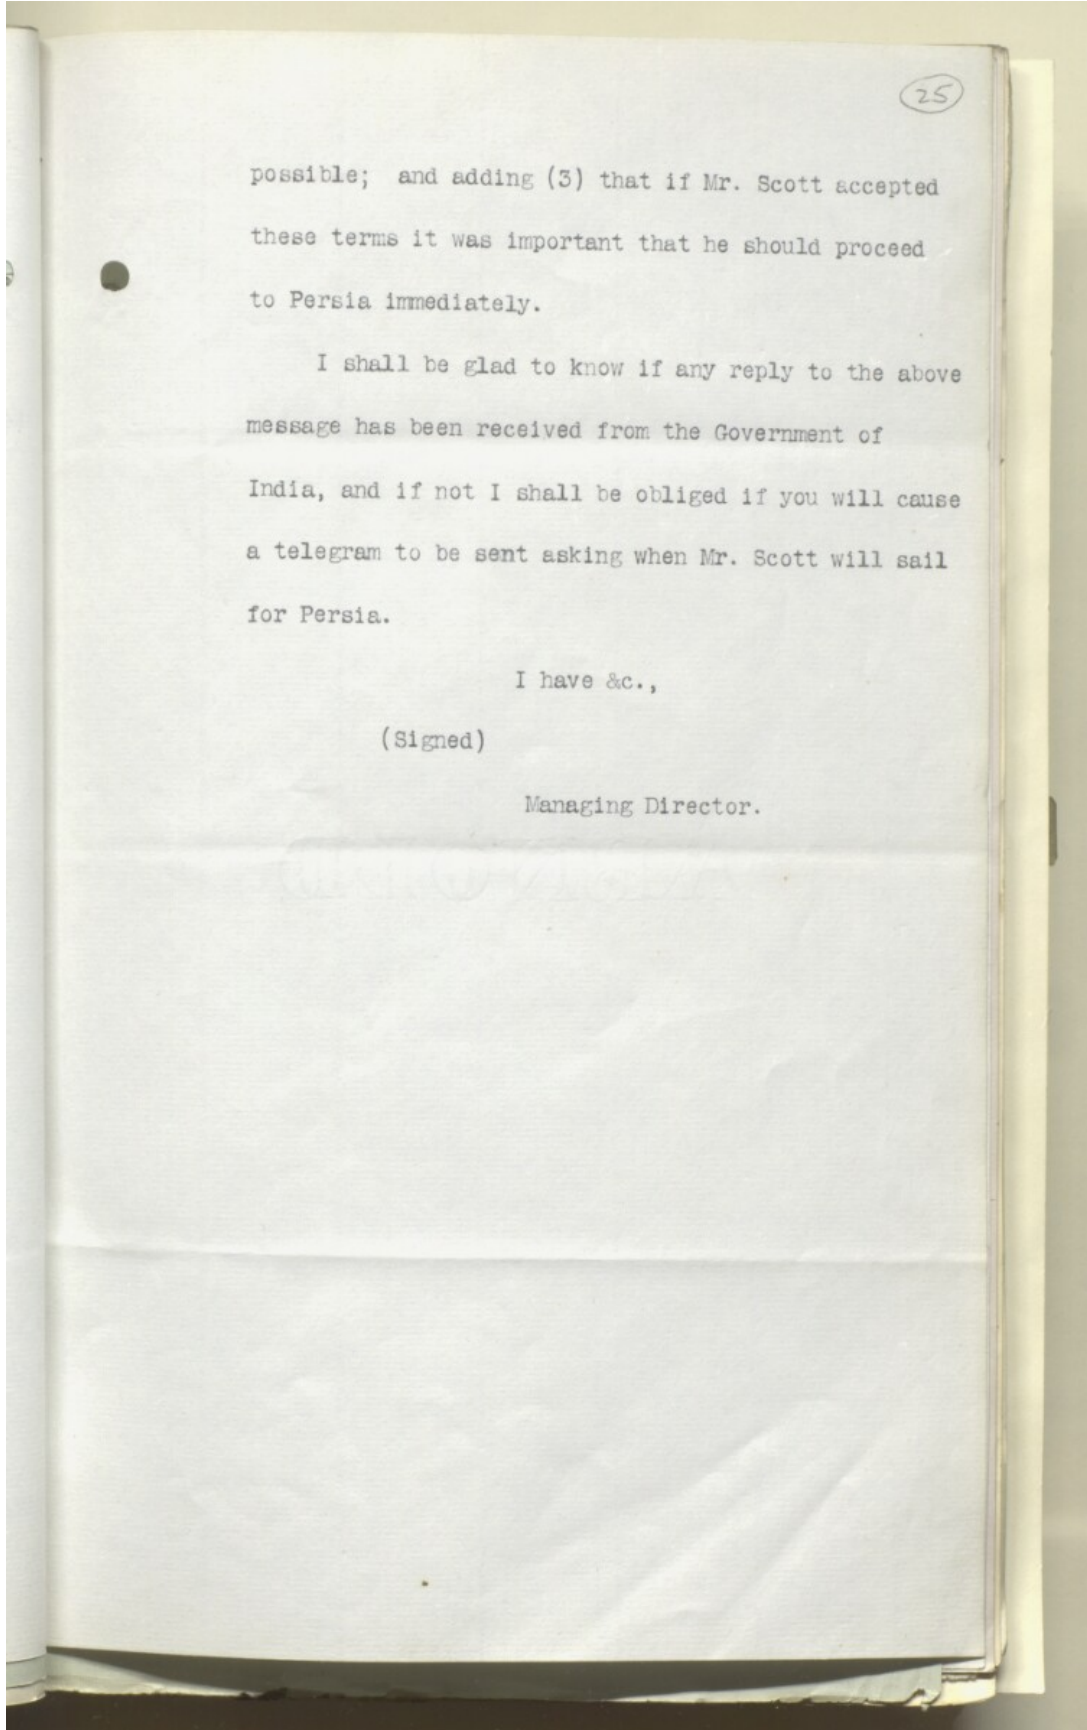 25
possible; and adding (3) that if Mr. Scott accepted
these terms it was important that he should proceed
to Persia immediately.
I shall be glad to know if any reply to the above
message has been received from the Government of
India, and if not I shall be obliged if you will cause
a telegram to be sent asking when Mr. Scott will sail
for Persia.
I have &c.,
(Signed)
Managing Director.